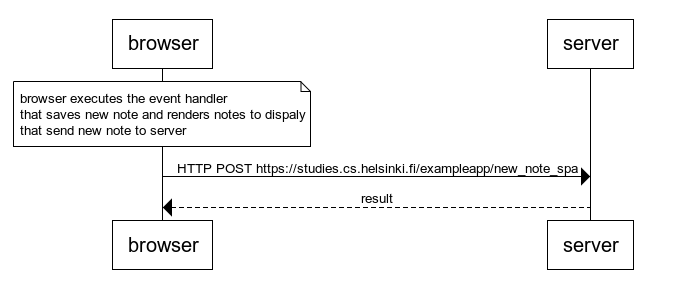 browser
server
browser executes the event handler
that saves new note and renders notes to dispaly
that send new note to server
HTTP POST https://studies.cs.helsinki.fi/exampleapp/new_note_spa
result
browser
server